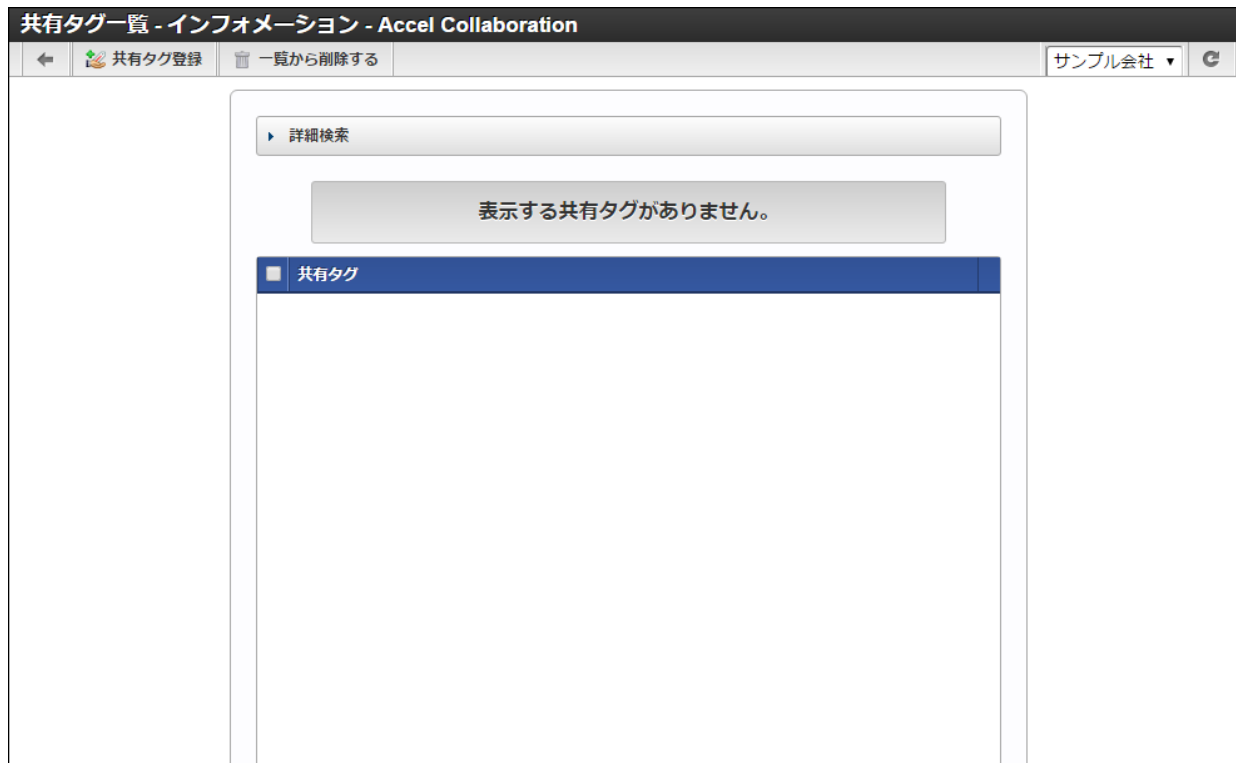 共有タグ一覧 - インフォメーション - Accel Collaboration
共有タグ登録 一覧から削除する サンプル会社
詳細検索
表示する共有タグがありません。
共有タグ